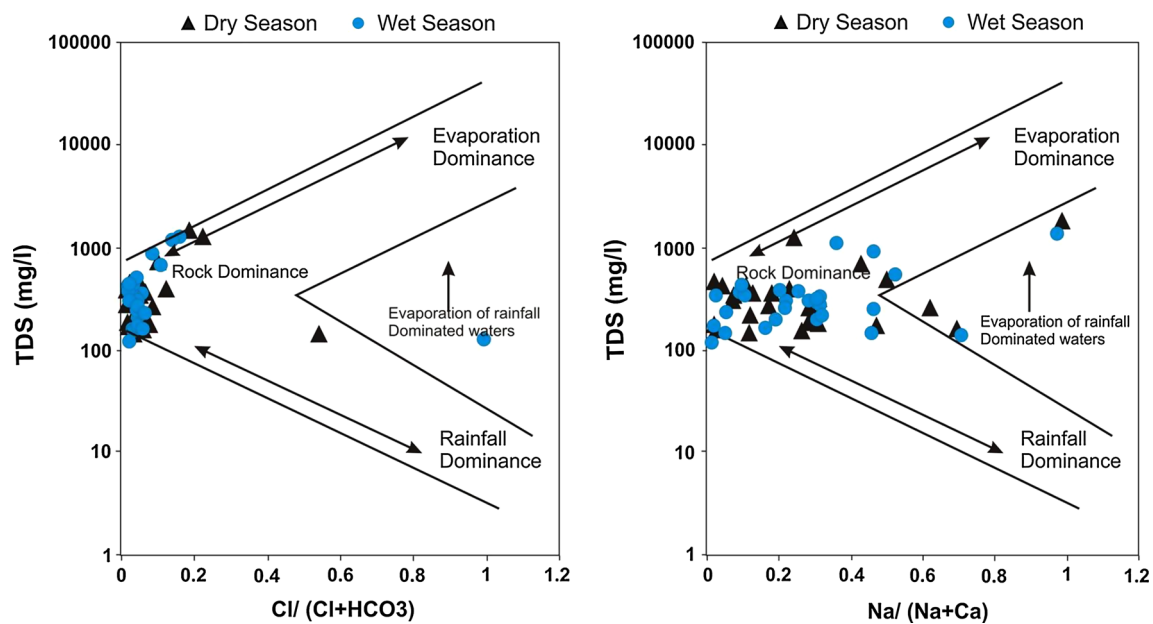 Dry Season Wet Season
100000
10000
1000
100
10
1
TDS (mg/l)
Evaporation
Dominance
Rock Dominance
Evaporation of rainfall
Dominated waters
Rainfall
Dominance
0 0.2 0.4 0.6 0.8 1 1.2
Cl/ (Cl+HCO3)
Dry Season Wet Season
100000
10000
1000
100
10
1
TDS (mg/l)
Evaporation
Dominance
Rock Dominance
Evaporation of rainfall
Dominated waters
Rainfall
Dominance
0 0.2 0.4 0.6 0.8 1 1.2
Na/ (Na+Ca)